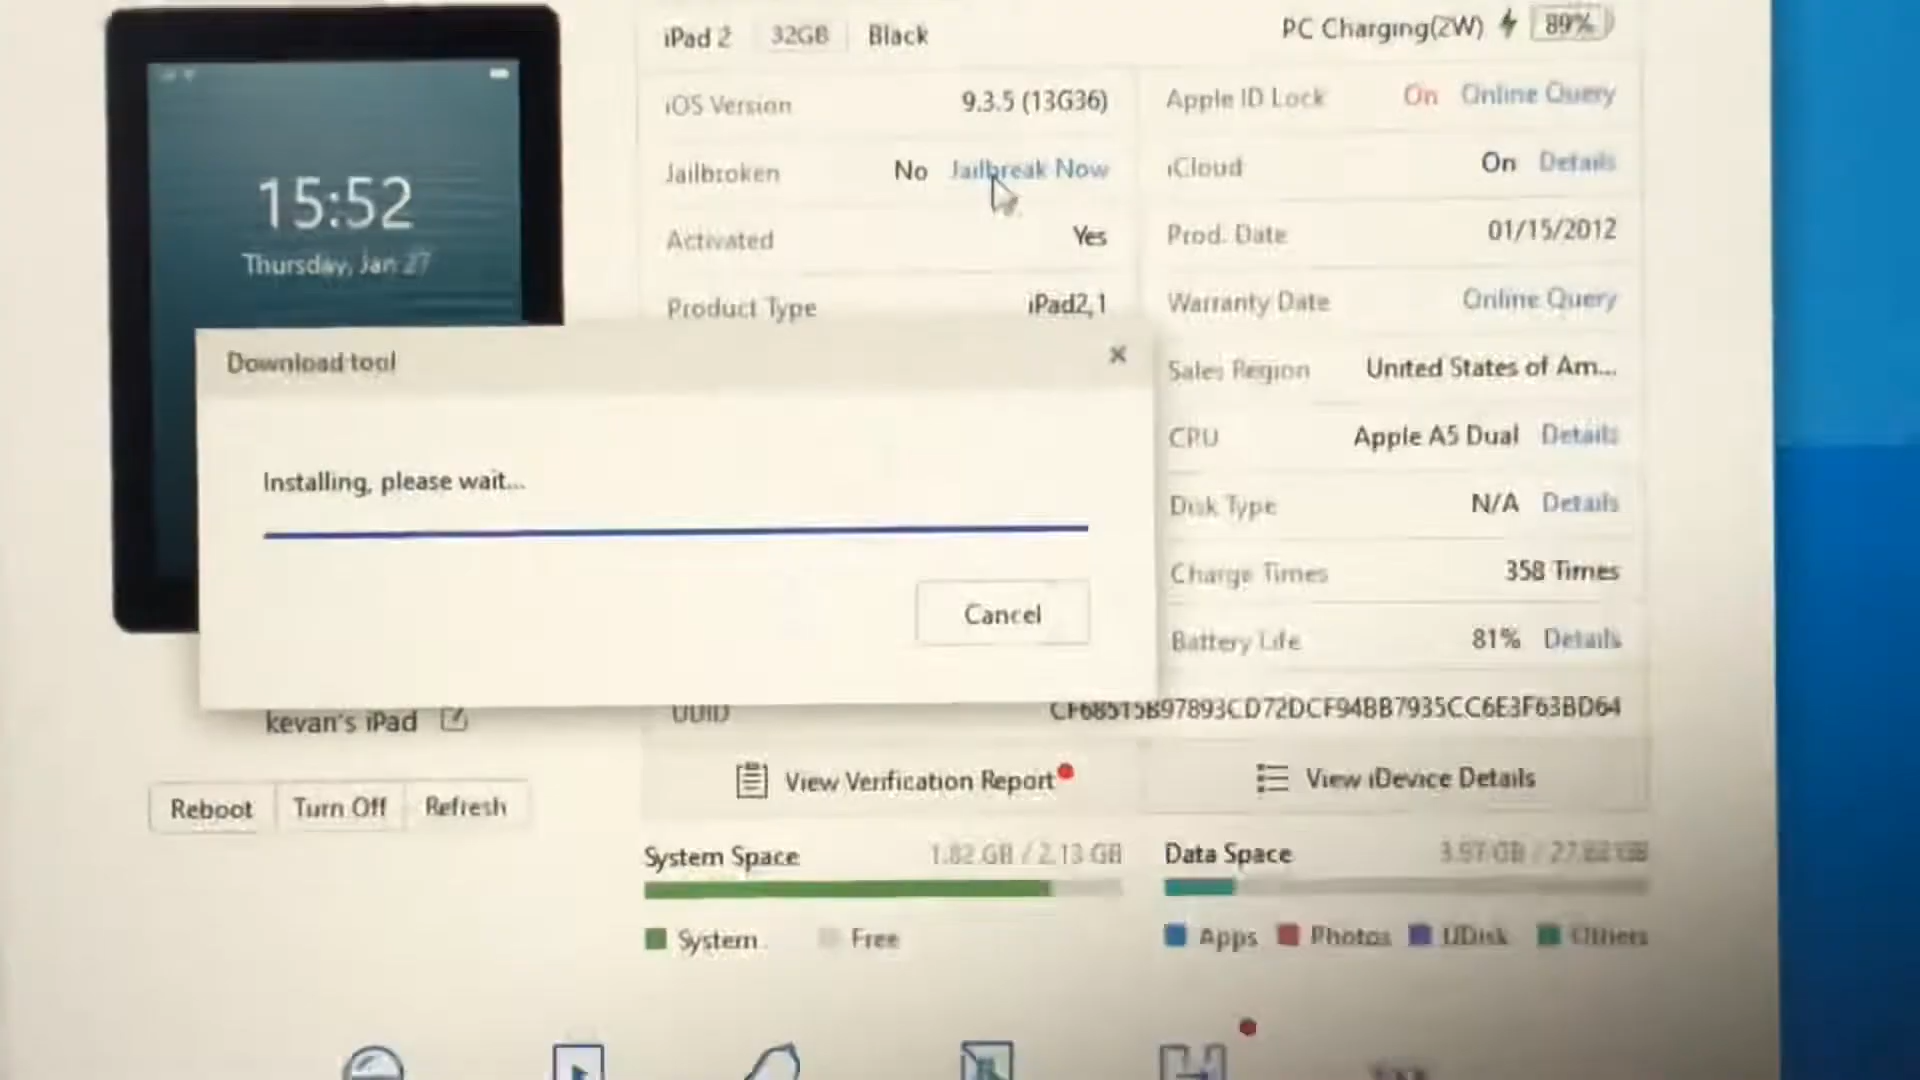 iPad 2 32GB Black PC Charging(2W) 89%
15:52
Thursday, Jan 27
iOS Version 9.3.5 (13G36) Apple ID Lock On Online Query
Jailbroken No Jailbreak Now iCloud On Details
Activated Yes Prod. Date 01/15/2012
Product Type iPad2,1 Warranty Date Online Query
Download tool
Sales Region United States of Am...
CPU Apple A5 Dual Details
Installing, please wait...
Disk Type N/A Details
Charge Times 358 Times
Cancel
Battery Life 81% Details
kevan's iPad
UDID CF68515B97893CD72DCF94BB7935CC6E3F63BD64
View Verification Report View iDevice Details
Reboot Turn Off Refresh
System Space 1.82 GB / 2.13 GB Data Space 3.97 GB /
System Free Apps Photos UDisk Others